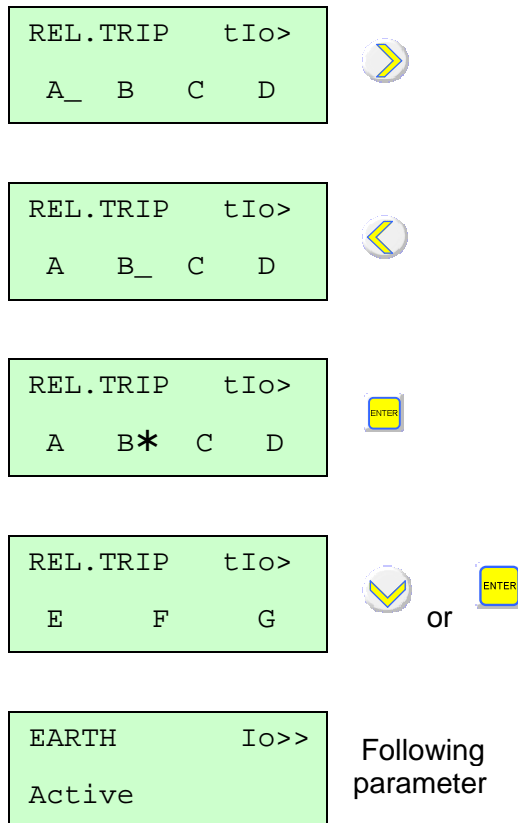 REL.TRIP tIo>
A_ B C D
REL.TRIP tIo>
A B_ C D
REL.TRIP tIo>
A B* C D
ENTER
REL.TRIP tIo>
E F G
or
ENTER
EARTH Io>>
Active
Following
parameter